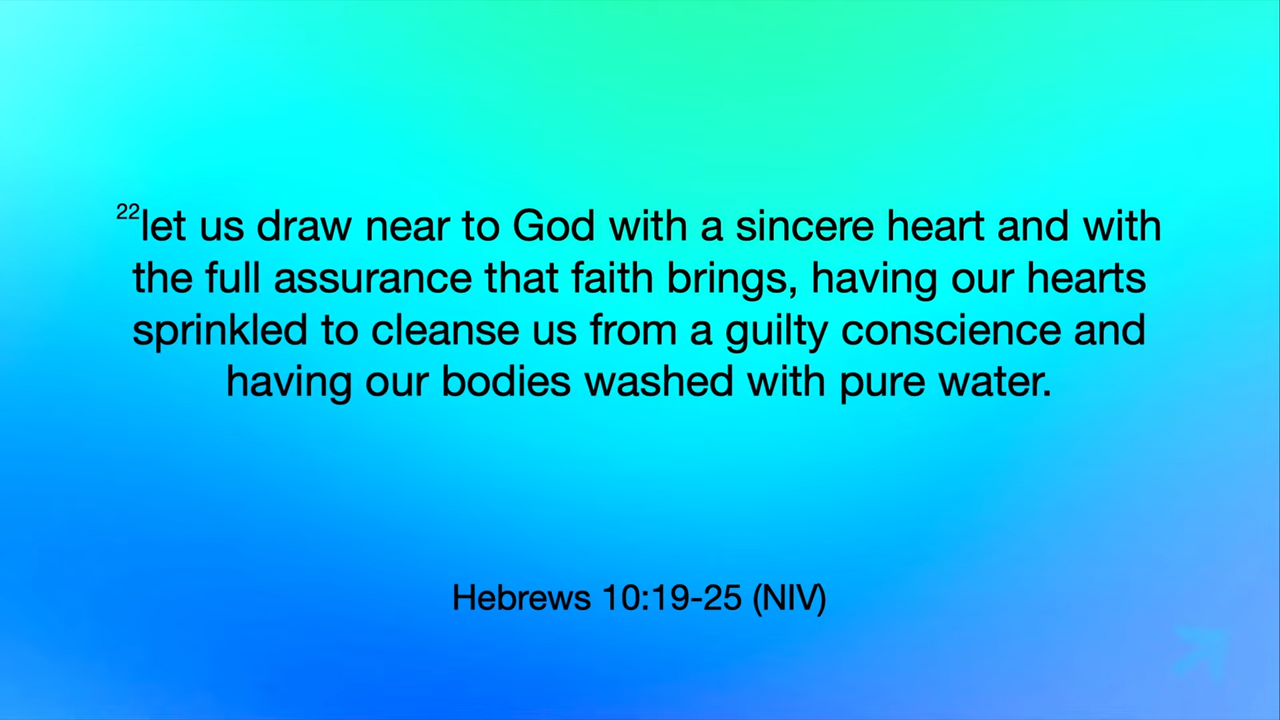 22let us draw near to God with a sincere heart and with
the full assurance that faith brings, having our hearts
sprinkled to cleanse us from a guilty conscience and
having our bodies washed with pure water.
Hebrews 10:19-25 (NIV)